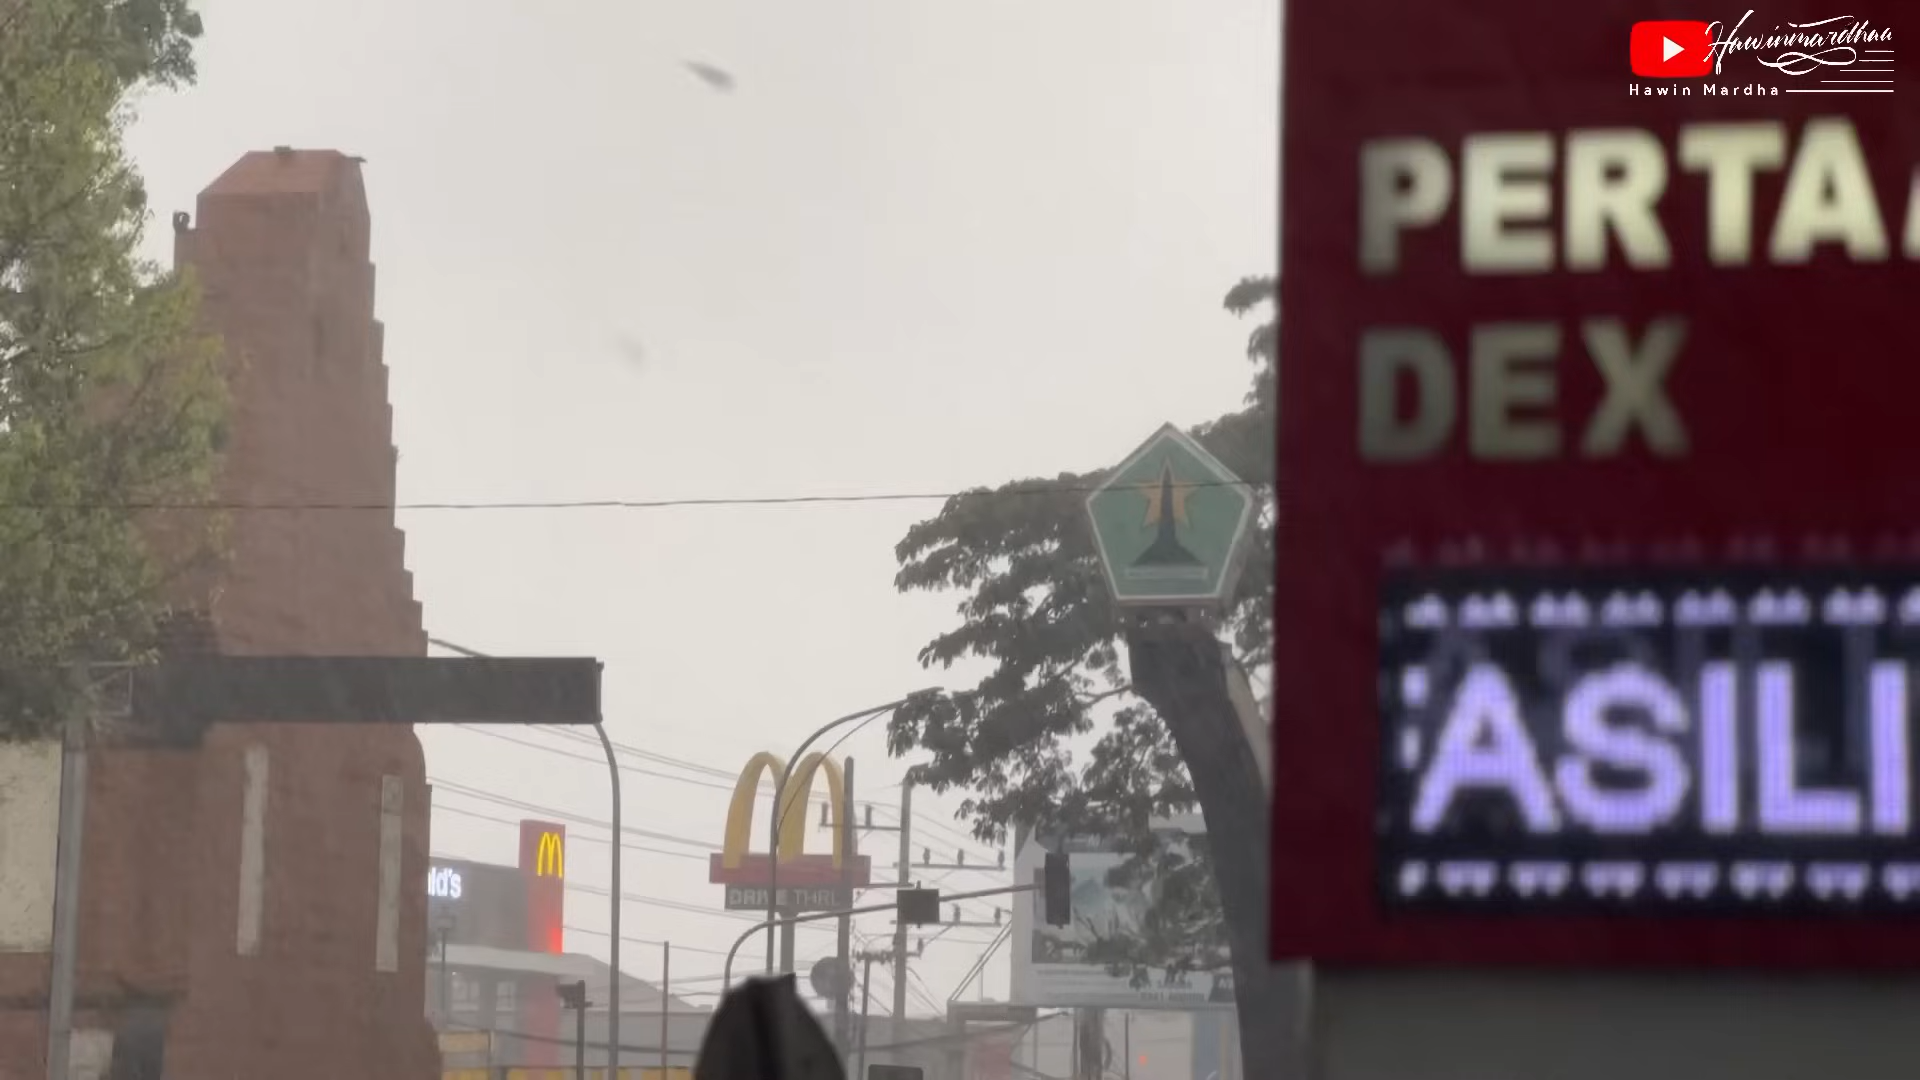 Hawinmardhaa
Hawin Mardha
PERTA
DEX
ASILI
ld's
DRIVE THRU